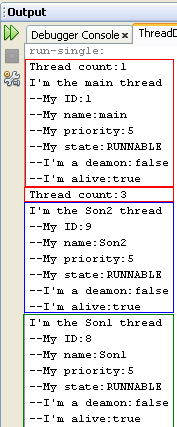 Output
Debugger Console × ThreadD
run-single:
Thread count:1
I'm the main thread
--My ID:1
--My name:main
--My priority:5
--My state:RUNNABLE
--I'm a deamon:false
--I'm alive:true
Thread count:3
I'm the Son2 thread
--My ID:9
--My name:Son2
--My priority:5
--My state:RUNNABLE
--I'm a deamon:false
--I'm alive:true
I'm the Son1 thread
--My ID:8
--My name:Son1
--My priority:5
--My state:RUNNABLE
--I'm a deamon:false
--I'm alive:true